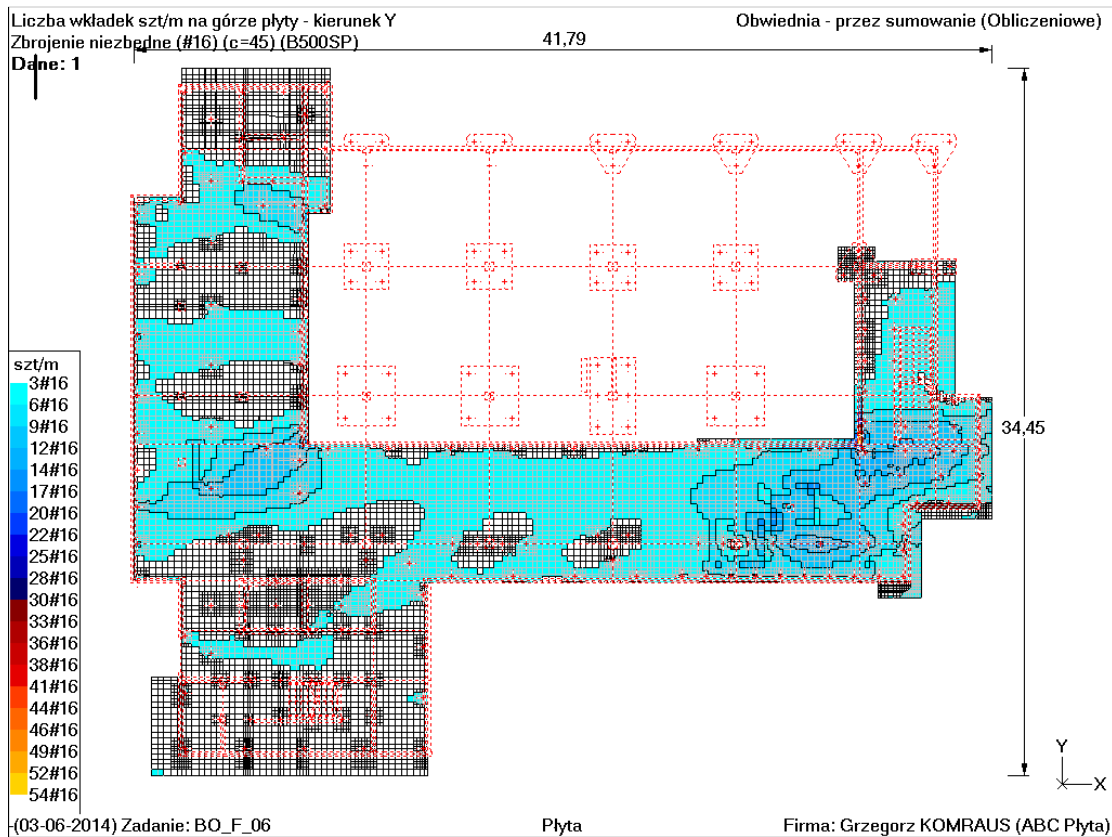 Liczba wkładek szt/m na górze płyty - kierunek Y
Obwiednia - przez sumowanie (Obliczeniowe)
Zbrojenie niezbędne (#16) (c=45) (B500SP)
41,79
Dane: 1
szt/m
3#16
6#16
9#16
12#16
14#16
17#16
20#16
22#16
25#16
28#16
30#16
33#16
36#16
38#16
41#16
44#16
46#16
49#16
52#16
54#16
34,45
Y
X
(03-06-2014) Zadanie: BO_F_06
Płyta
Firma: Grzegorz KOMRAUS (ABC Płyta)